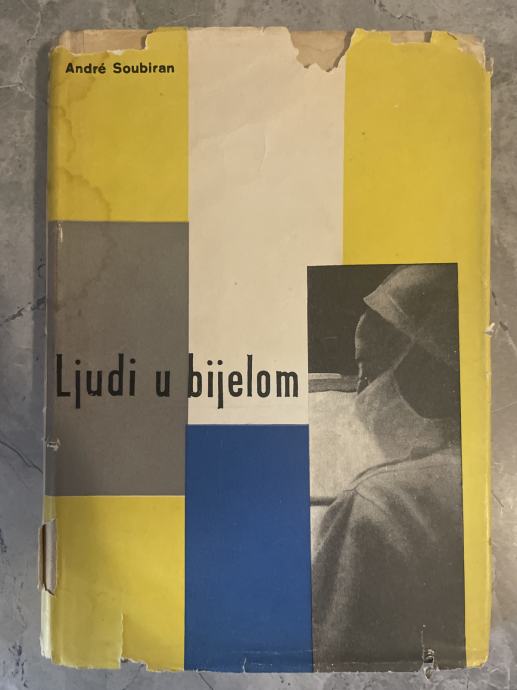 André Soubiran
Ljudi u bijelom